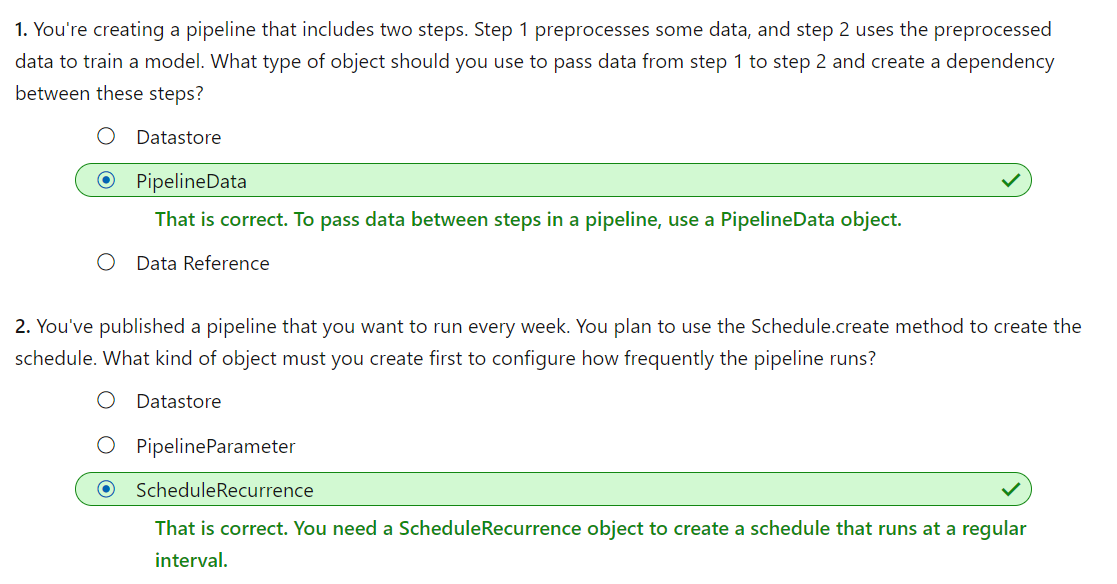 1. You're creating a pipeline that includes two steps. Step 1 preprocesses some data, and step 2 uses the preprocessed
data to train a model. What type of object should you use to pass data from step 1 to step 2 and create a dependency
between these steps?
Datastore
PipelineData
That is correct. To pass data between steps in a pipeline, use a PipelineData object.
Data Reference
2. You've published a pipeline that you want to run every week. You plan to use the Schedule.create method to create the
schedule. What kind of object must you create first to configure how frequently the pipeline runs?
Datastore
PipelineParameter
ScheduleRecurrence
That is correct. You need a ScheduleRecurrence object to create a schedule that runs at a regular
interval.